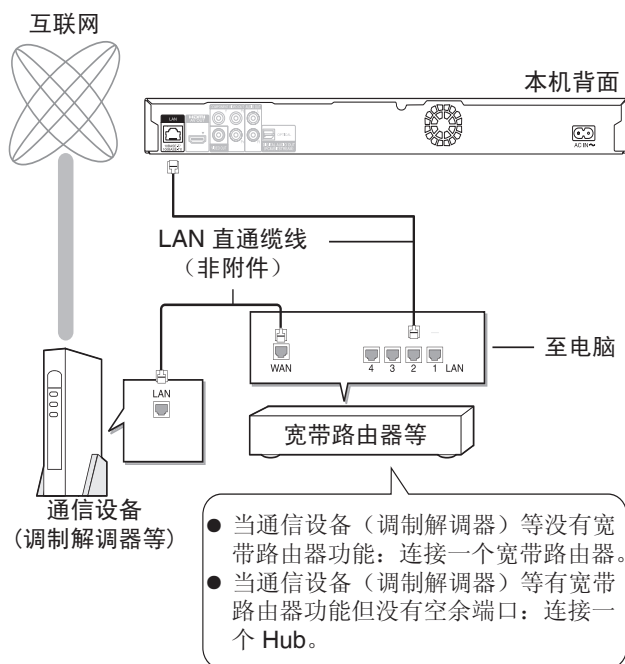 互联网
本机背面
LAN
HDMI
AC IN～
LAN 直通缆线
（非附件）
WAN
4 3 2 1 LAN
至电脑
LAN
宽带路由器等
通信设备
(调制解调器等)
● 当通信设备（调制解调器）等没有宽
带路由器功能：连接一个宽带路由器。
● 当通信设备（调制解调器）等有宽带
路由器功能但没有空余端口：连接一
个 Hub。